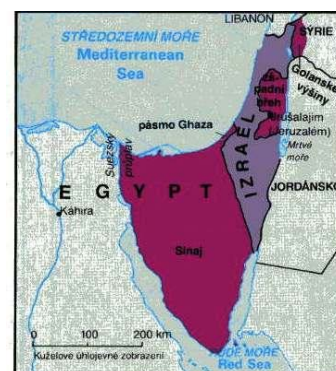 LIBANON
SÝRIE
STŘEDOZEMNÍ MOŘE
Mediterranean
Sea
Golanské
výšiny
západní
břeh
pásmo Ghaza
Jerušalajim
(Jeruzalém)
Mrtvé
moře
IZRAEL
Suezský
průplav
JORDÁNSKO
EGYPT
Káhira
Sinaj
0 100 200 km
Kuželové úhlojevné zobrazení
RUDÉ MOŘE
Red Sea